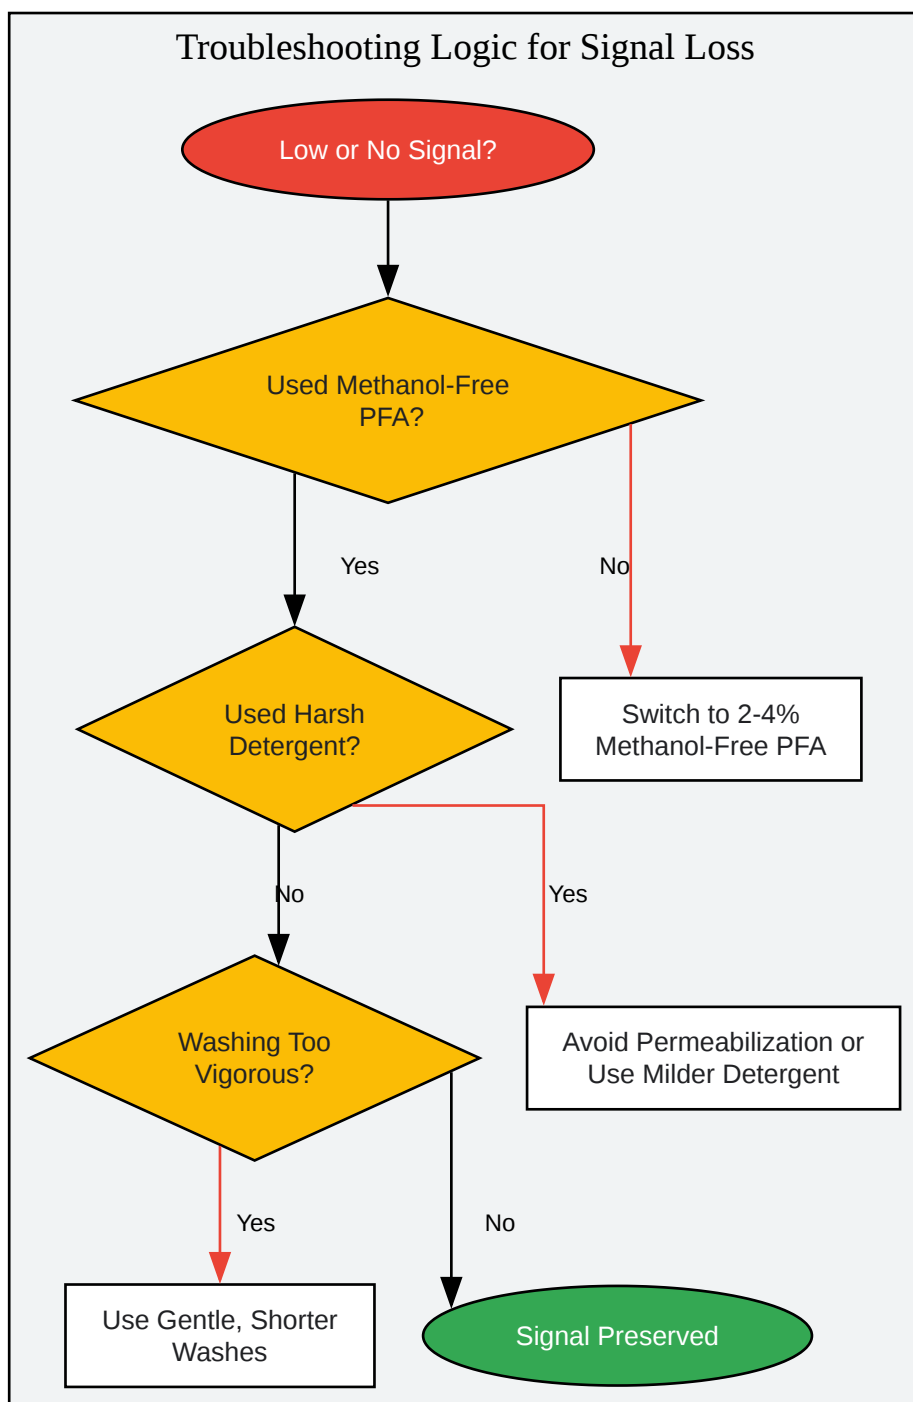 Troubleshooting Logic for Signal Loss
Low or No Signal?
Used Methanol-Free
PFA?
Yes
No
Used Harsh
Detergent?
Switch to 2-4%
Methanol-Free PFA
No
Yes
Washing Too
Vigorous?
Avoid Permeabilization or
Use Milder Detergent
Yes
No
Use Gentle, Shorter
Washes
Signal Preserved